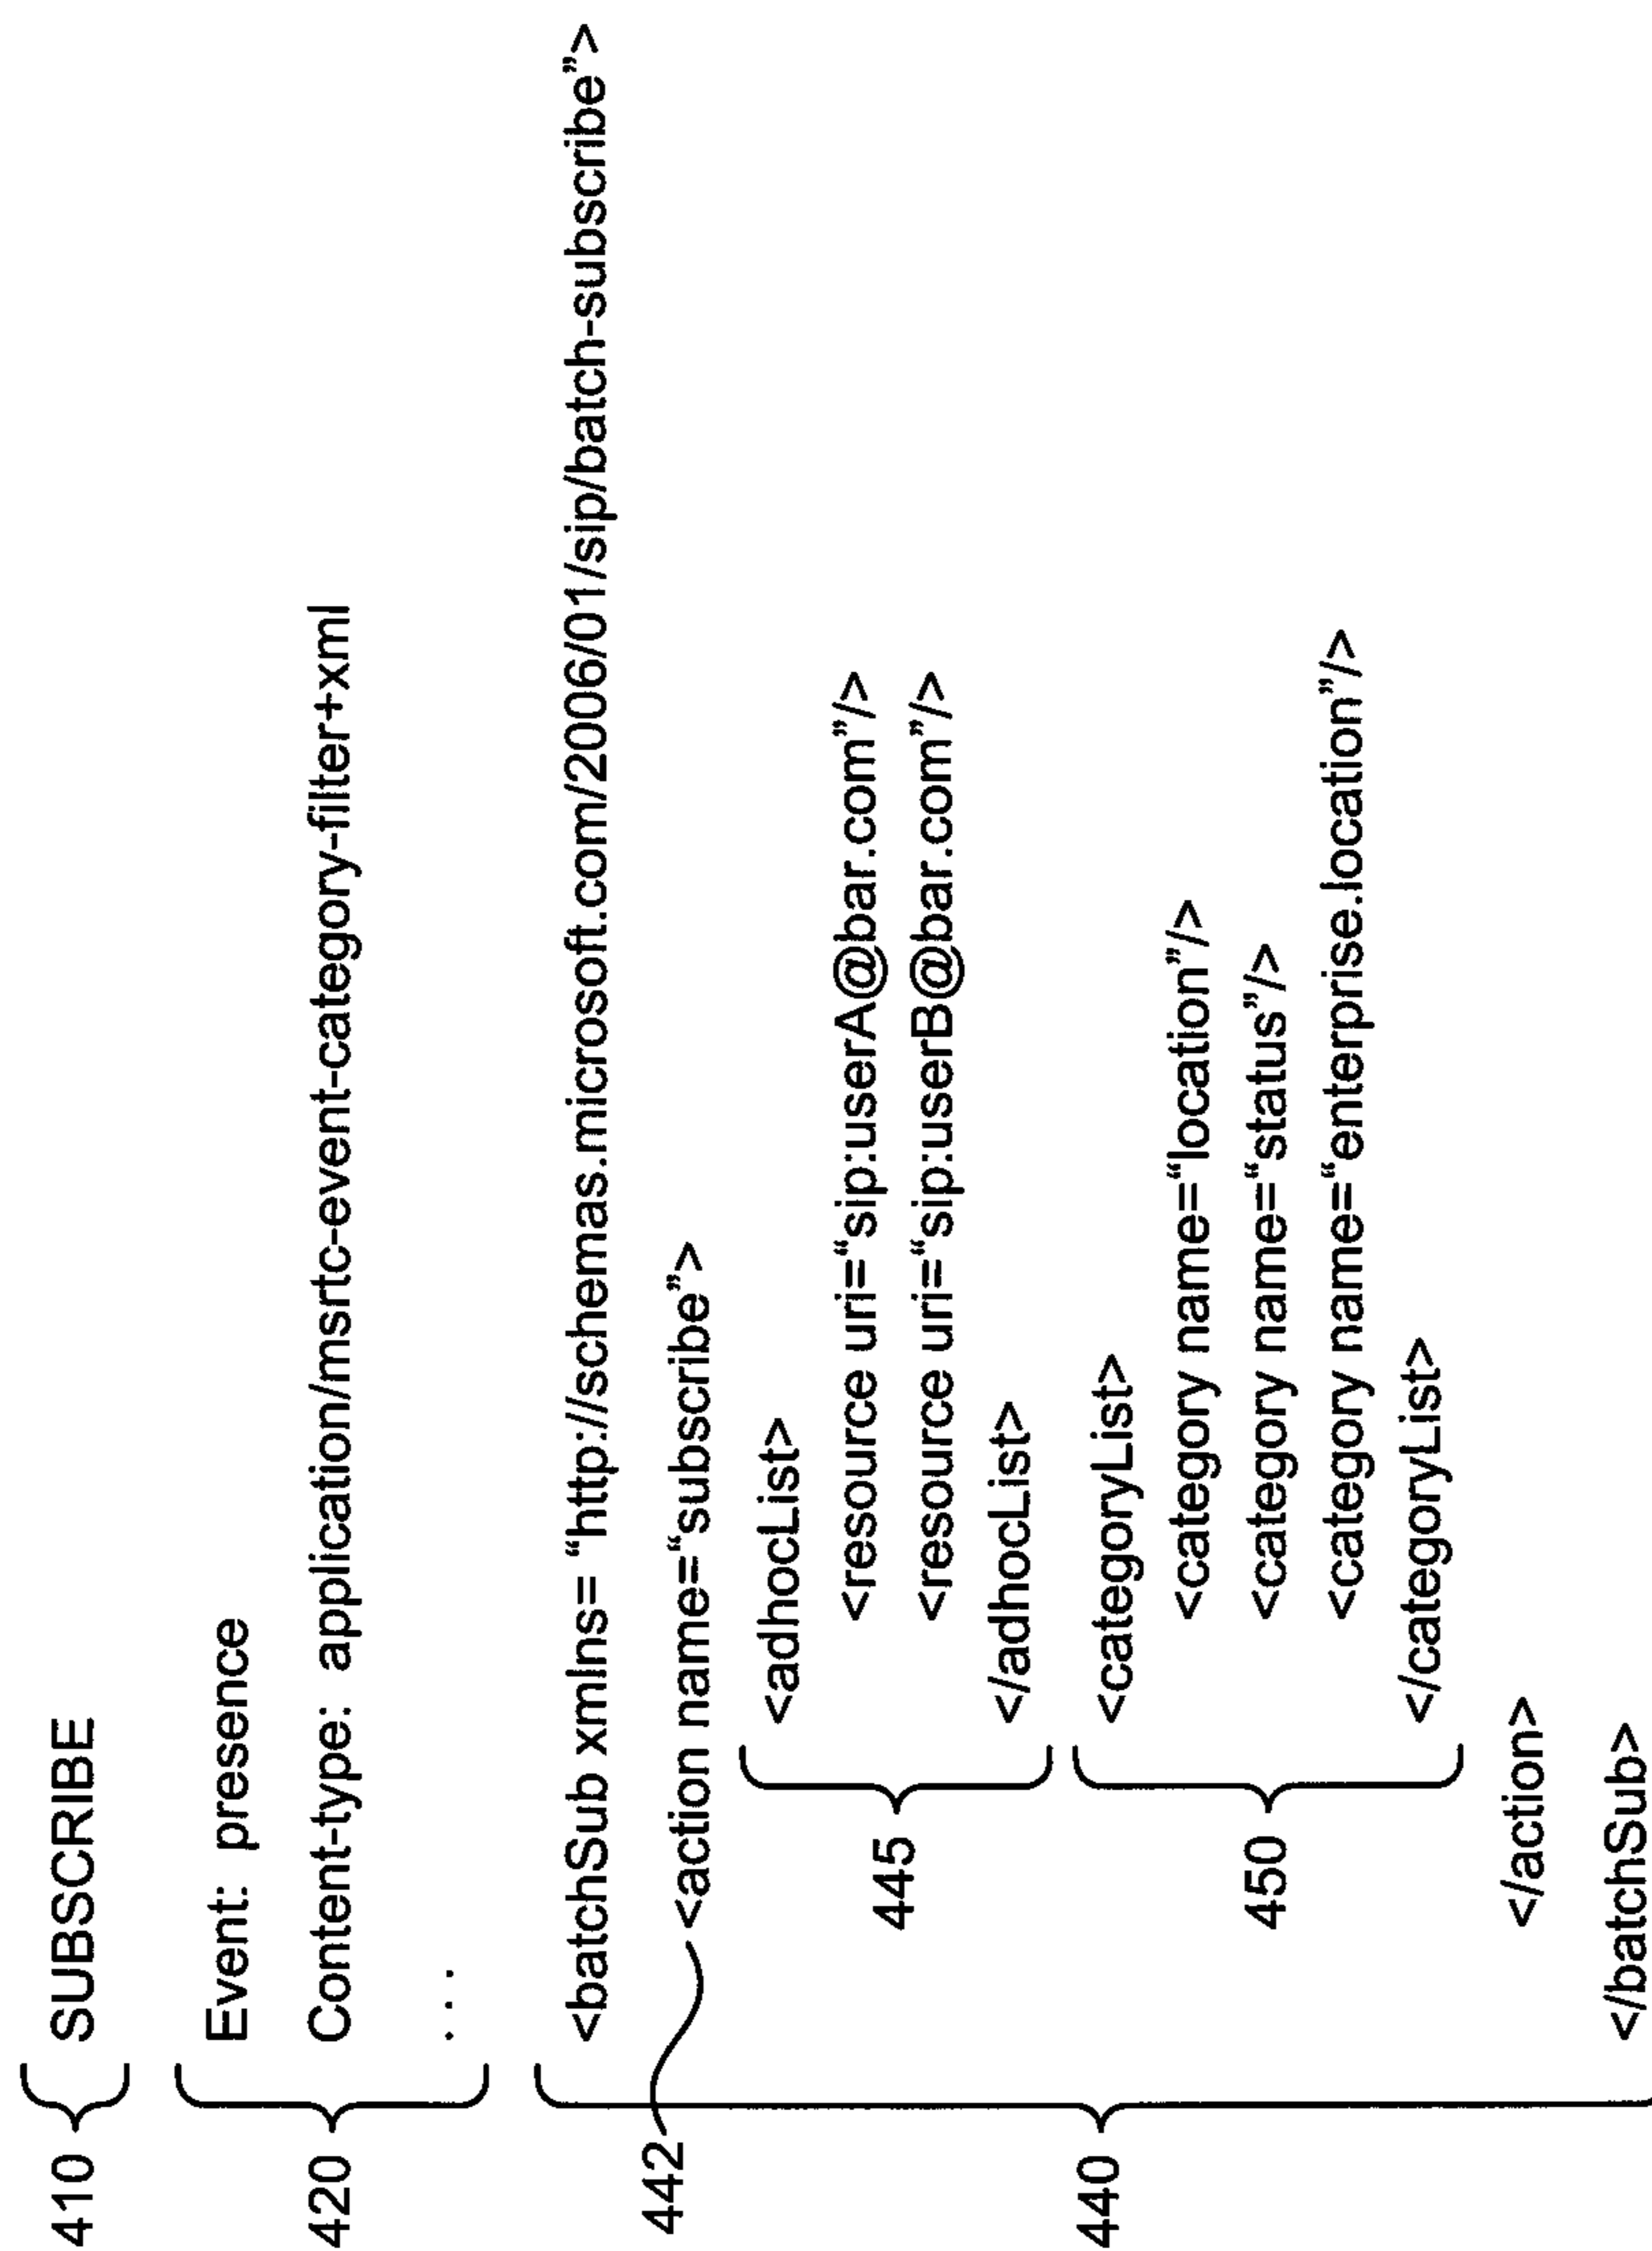 410 SUBSCRIBE
420 Event: presence
Content-type: application/msrtc-event-category-filter+xml
. . .
<batchSub xmlns= “http://schemas.microsoft.com/2006/01/sip/batch-subscribe”>
442 <action name=“subscribe”>
<adhocList>
445 <resource uri=“sip:userA@bar.com”/>
<resource uri=“sip:userB@bar.com”/>
</adhocList>
440 <categoryList>
<category name=“location”/>
450 <category name=“status”/>
<category name=“enterprise.location”/>
</categoryList>
</action>
</batchSub>